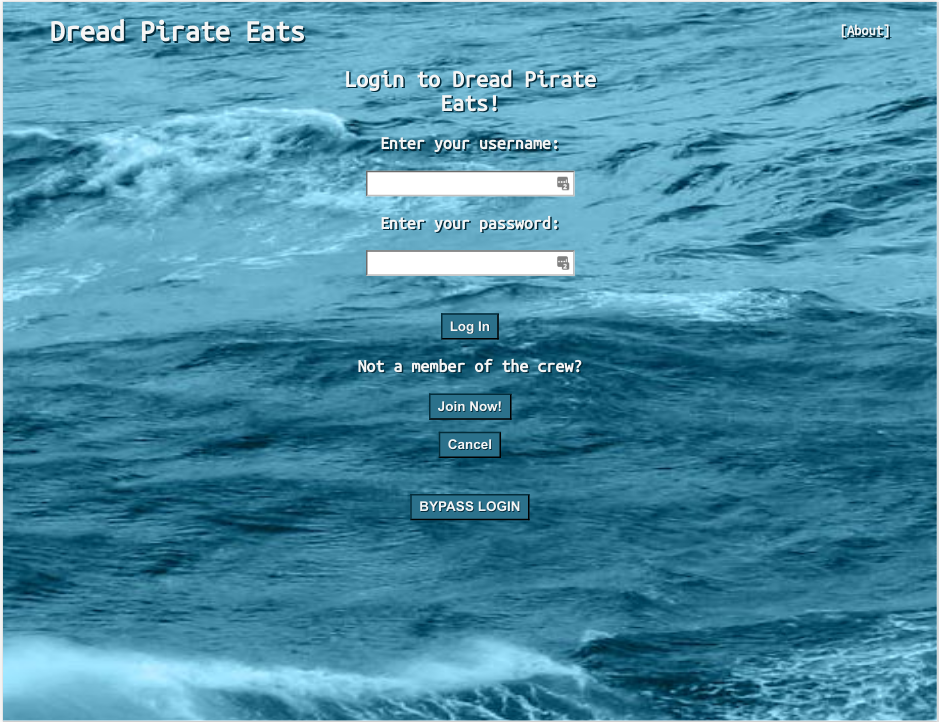 Dread Pirate Eats
[About]
Login to Dread Pirate
Eats!
Enter your username:
Enter your password:
Log In
Not a member of the crew?
Join Now!
Cancel
BYPASS LOGIN